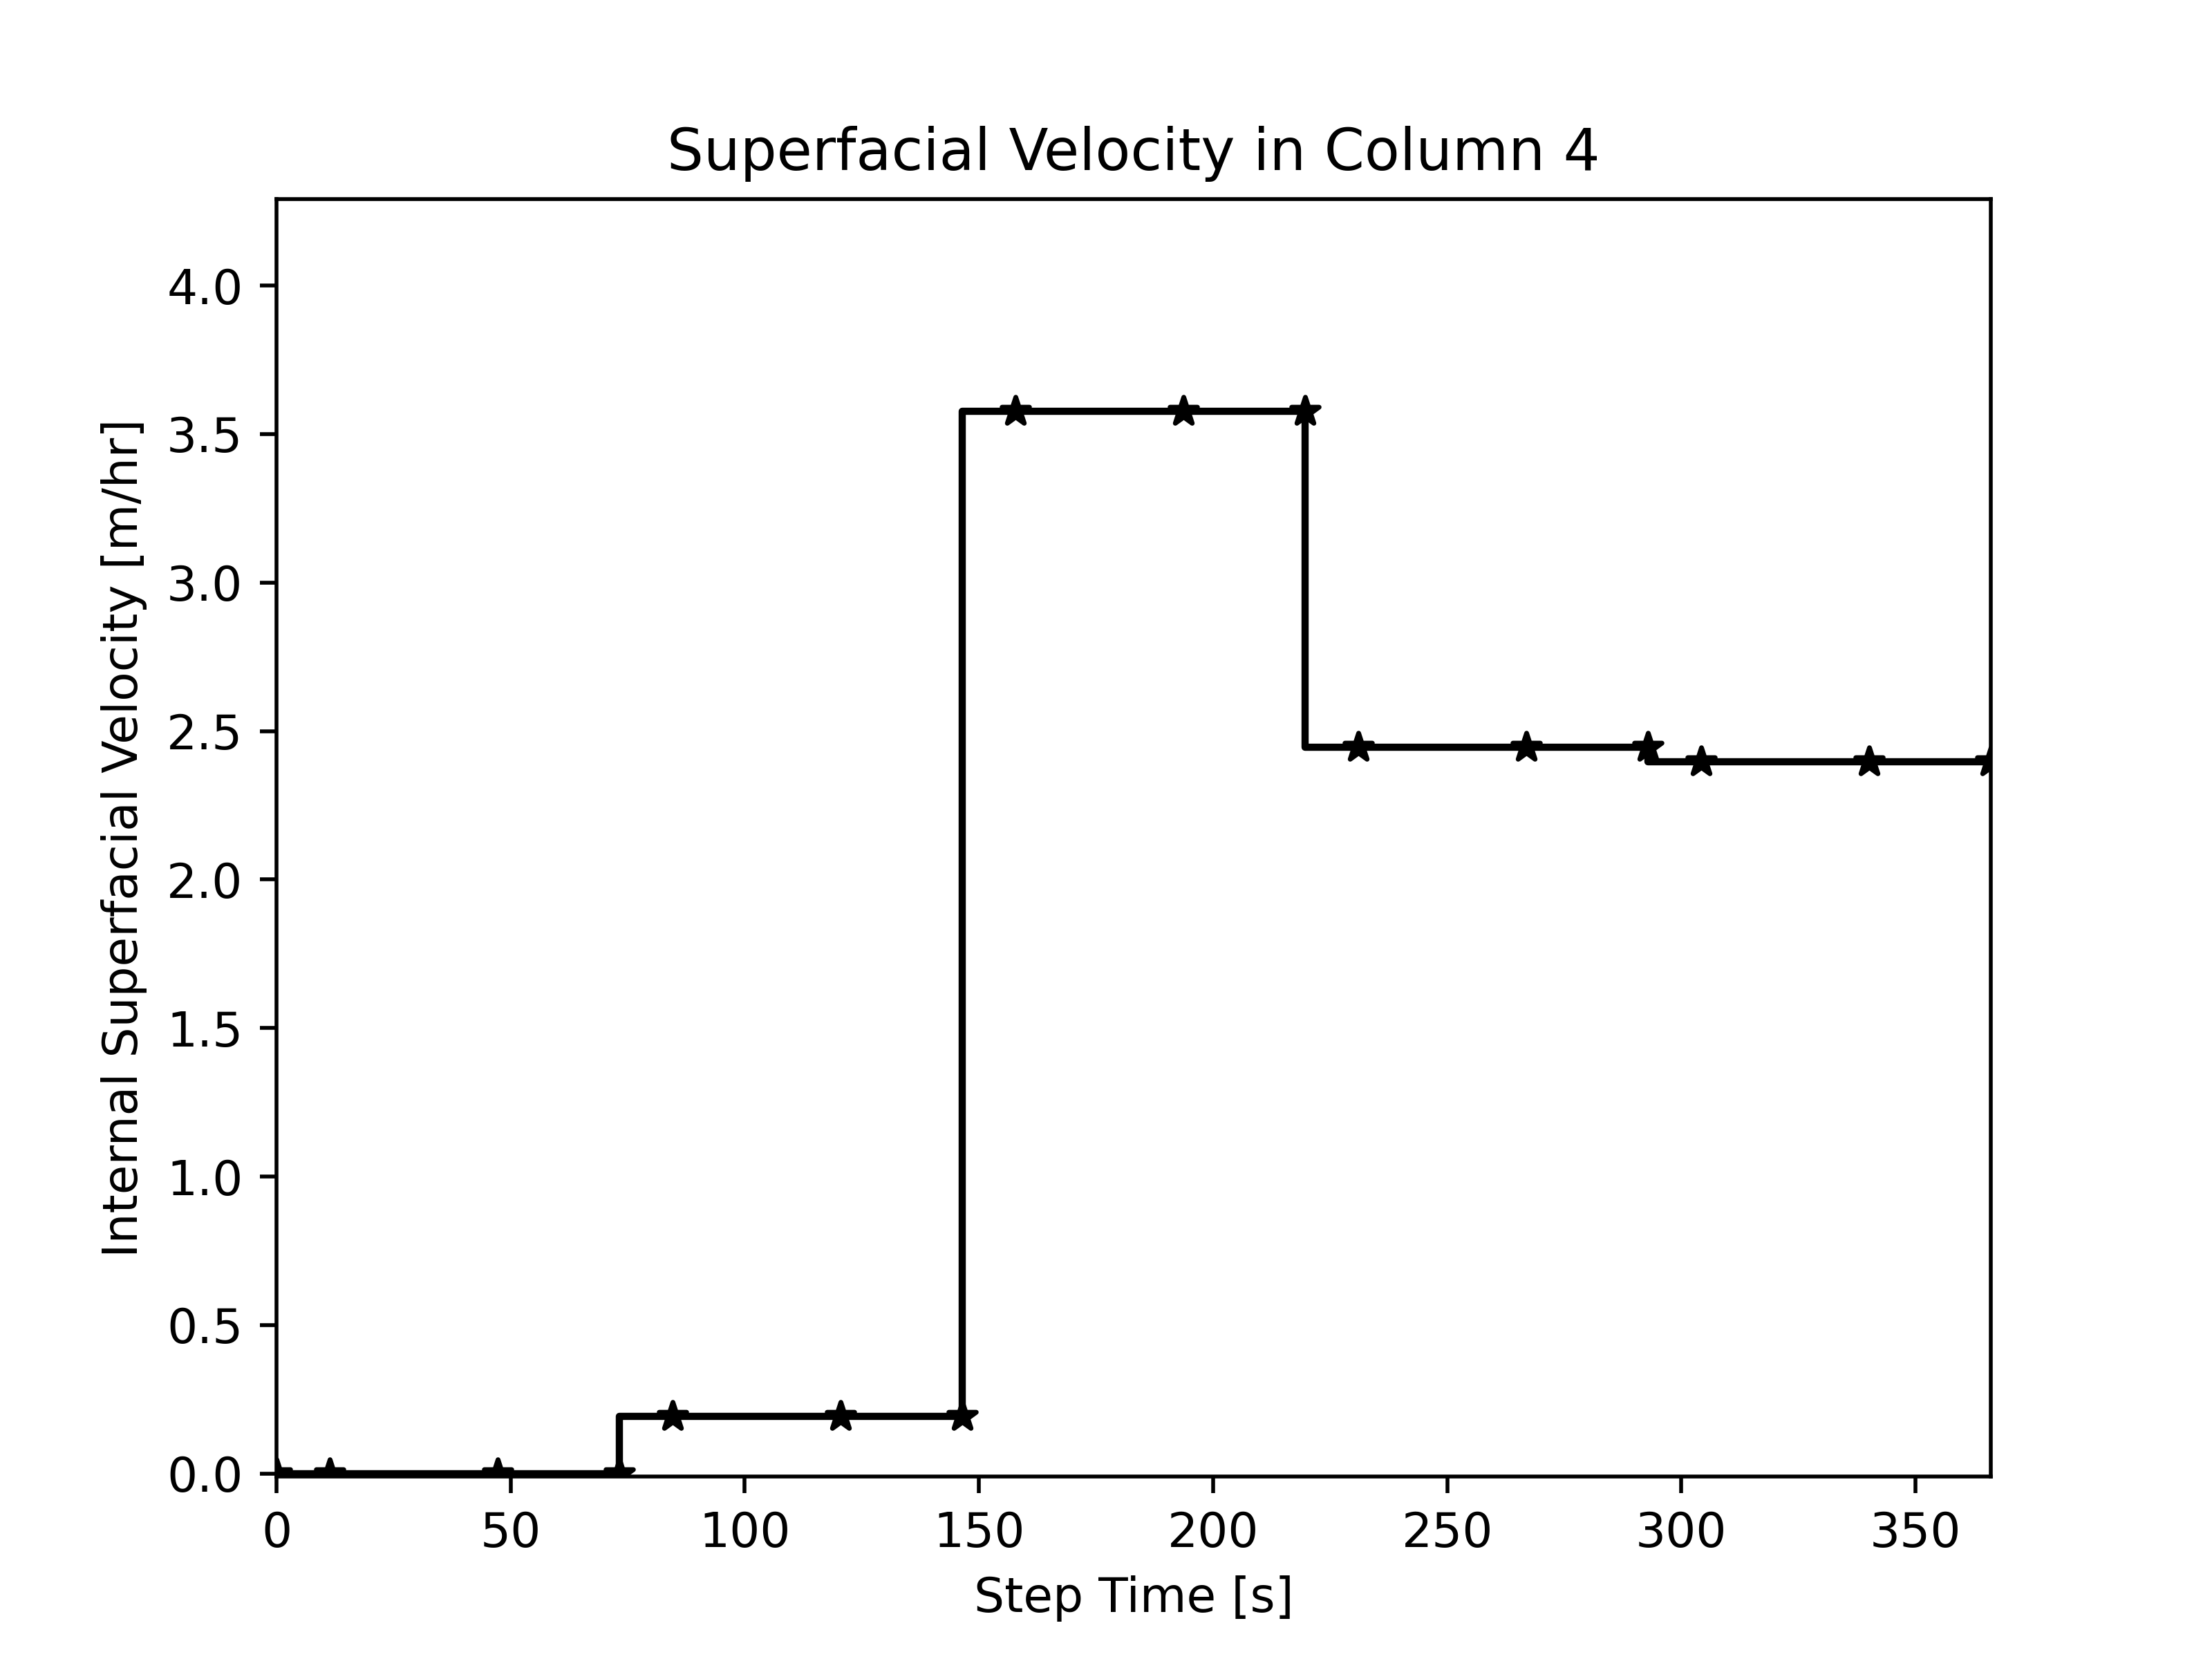 Superfacial Velocity in Column 4
Internal Superfacial Velocity [m/hr]
4.0
3.5
3.0
2.5
2.0
1.5
1.0
0.5
0.0
0 50 100 150 200 250 300 350
Step Time [s]